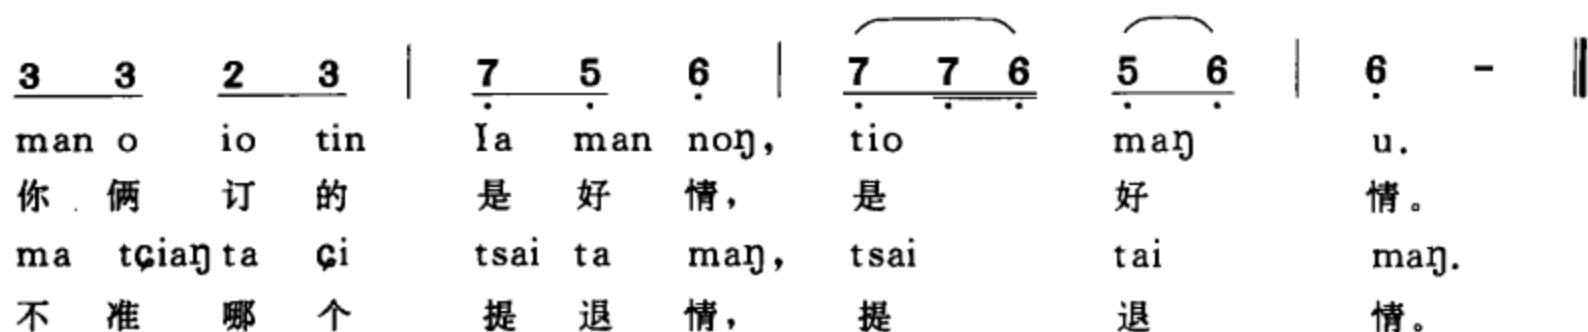 3 3 2 3 | 7 5 6 | 7 7 6 5 6 | 6 - ‖
man o io tin Ia man noŋ, tio maŋ u.
你 俩 订 的 是 好 情， 是 好 情。
ma tɕiaŋ ta ɕi tsai ta maŋ, tsai tai maŋ.
不 准 哪 个 提 退 情， 提 退 情。